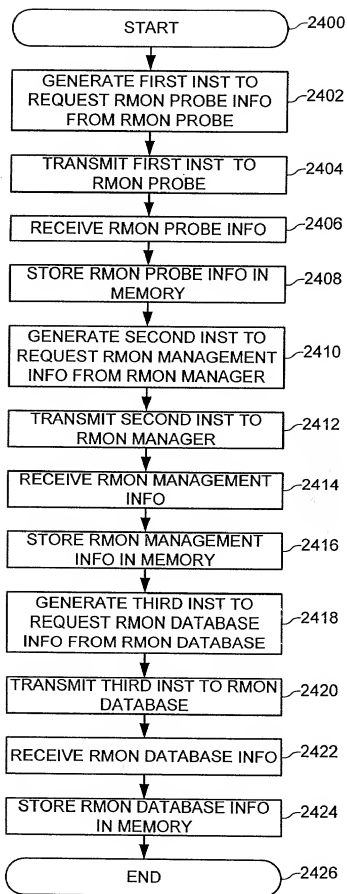 START
2400
GENERATE FIRST INST TO
REQUEST RMON PROBE INFO
FROM RMON PROBE
2402
TRANSMIT FIRST INST TO
RMON PROBE
2404
RECEIVE RMON PROBE INFO
2406
STORE RMON PROBE INFO IN
MEMORY
2408
GENERATE SECOND INST TO
REQUEST RMON MANAGEMENT
INFO FROM RMON MANAGER
2410
TRANSMIT SECOND INST TO
RMON MANAGER
2412
RECEIVE RMON MANAGEMENT
INFO
2414
STORE RMON MANAGEMENT
INFO IN MEMORY
2416
GENERATE THIRD INST TO
REQUEST RMON DATABASE
INFO FROM RMON DATABASE
2418
TRANSMIT THIRD INST TO RMON
DATABASE
2420
RECEIVE RMON DATABASE INFO
2422
STORE RMON DATABASE INFO
IN MEMORY
2424
END
2426